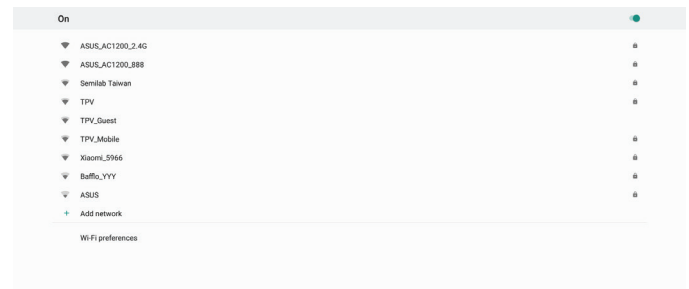 On
ASUS_AC1200_2.4G
ASUS_AC1200_888
Semilab Taiwan
TPV
TPV_Guest
TPV_Mobile
Xiaomi_5966
Bafflo_YYY
ASUS
+ Add network
Wi-Fi preferences